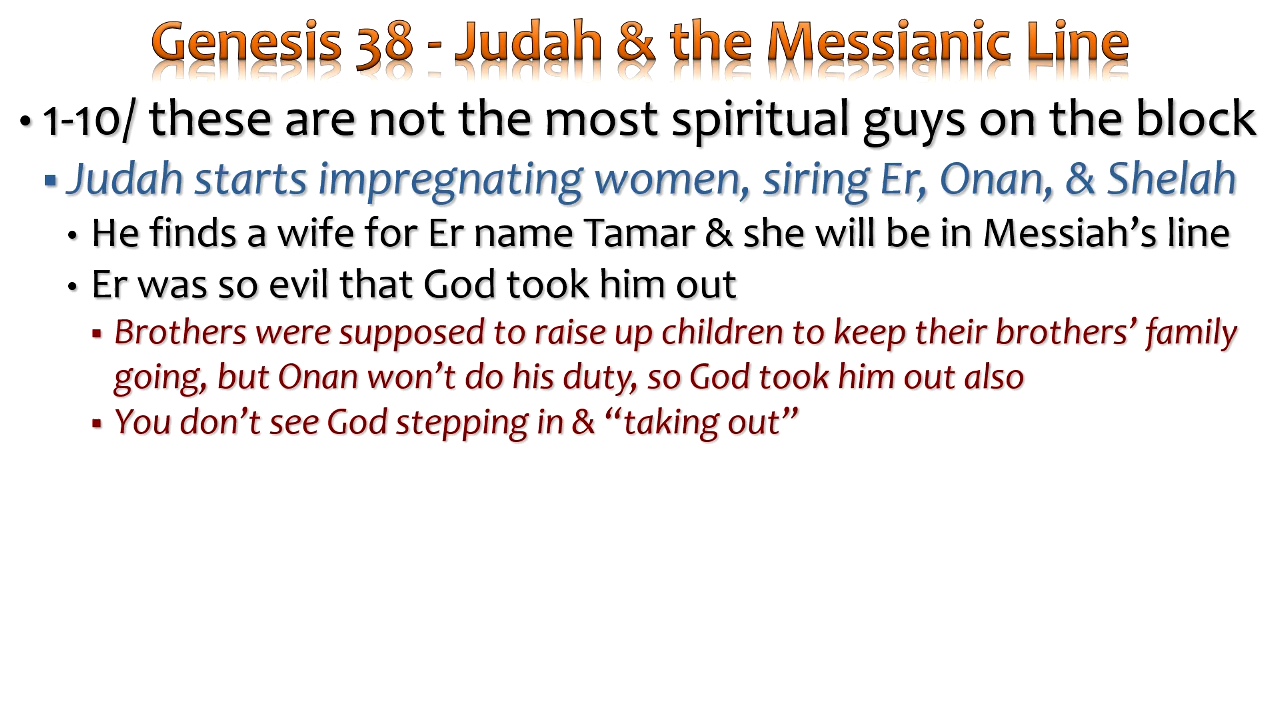 Genesis 38 - Judah & the Messianic Line
• 1-10/ these are not the most spiritual guys on the block
▪ Judah starts impregnating women, siring Er, Onan, & Shelah
• He finds a wife for Er name Tamar & she will be in Messiah’s line
• Er was so evil that God took him out
▪ Brothers were supposed to raise up children to keep their brothers’ family
going, but Onan won’t do his duty, so God took him out also
▪ You don’t see God stepping in & “taking out”